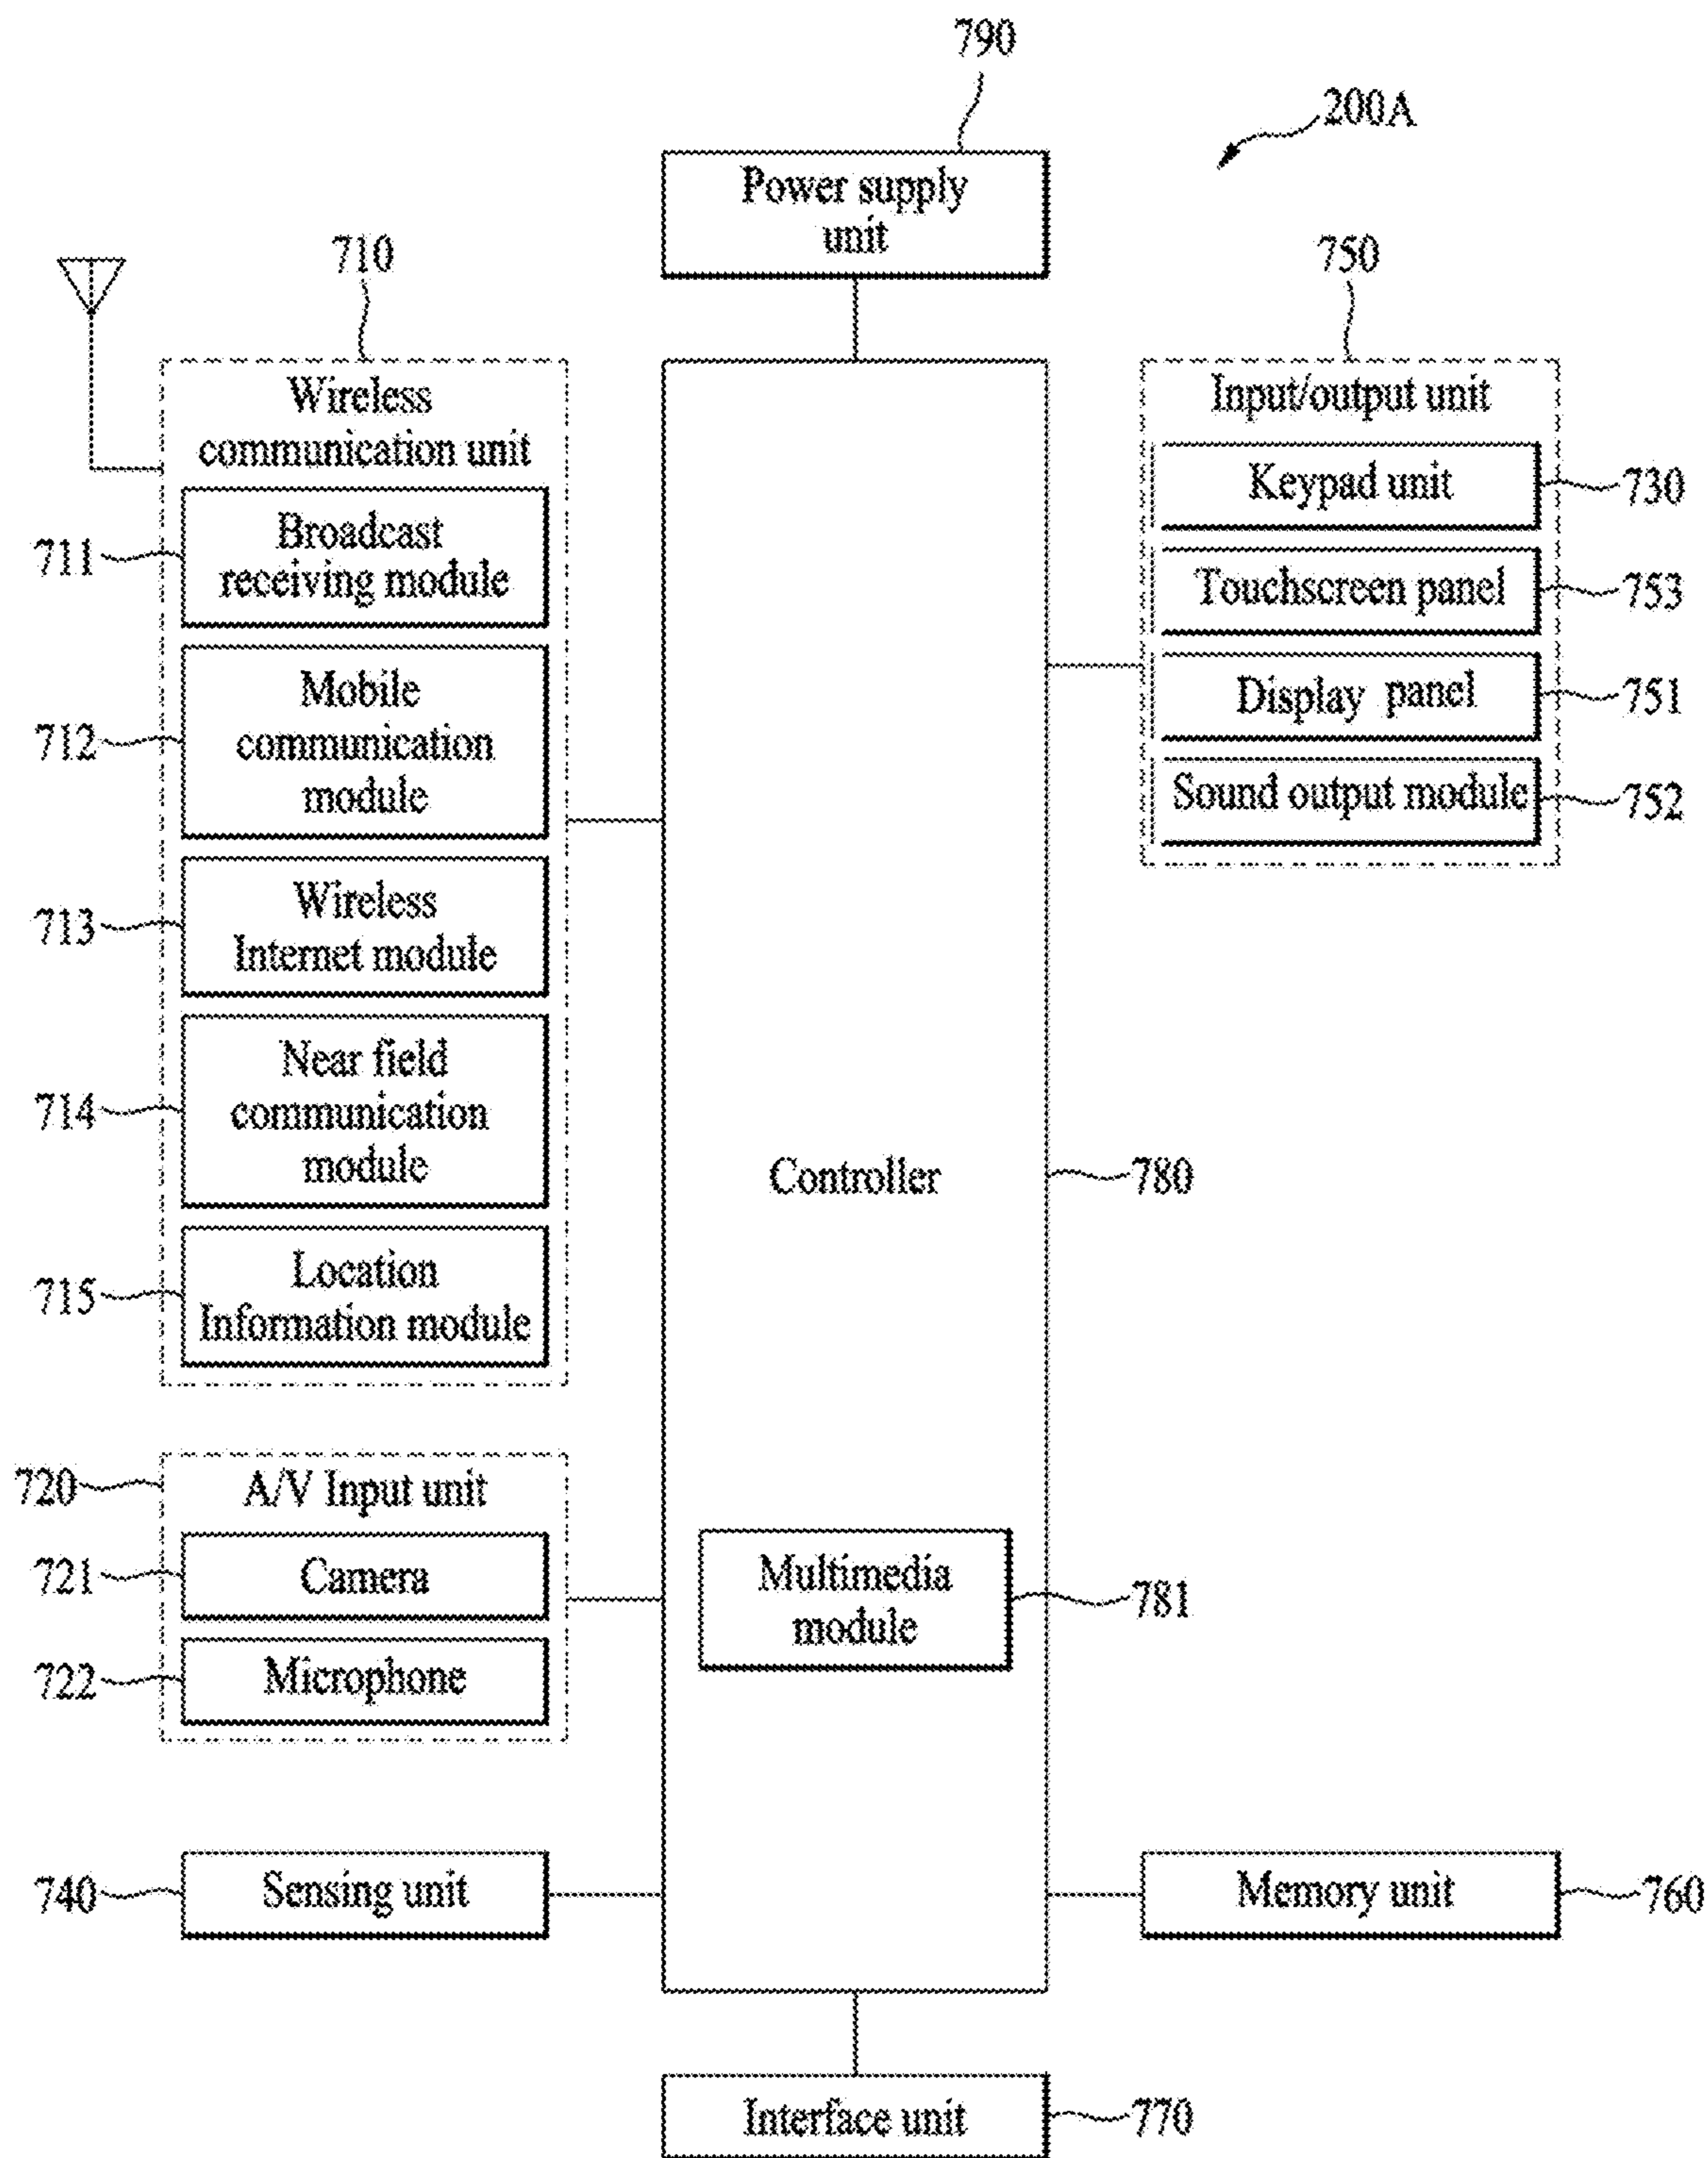 790
200A
Power supply
unit
710
750
Wireless
communication unit
711
Broadcast
receiving module
712
Mobile
communication
module
713
Wireless
Internet module
714
Near field
communication
module
715
Location
Information module
Input/output unit
Keypad unit
730
Touchscreen panel
753
Display panel
751
Sound output module
752
Controller
780
720
A/V Input unit
721
Camera
722
Microphone
Multimedia
module
781
740
Sensing unit
Memory unit
760
Interface unit
770